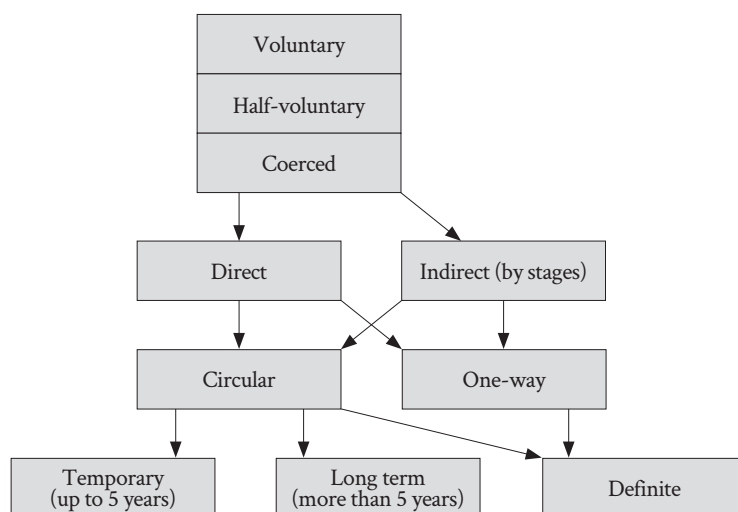 Voluntary
Half-voluntary
Coerced
Direct
Indirect (by stages)
Circular
One-way
Temporary
(up to 5 years)
Long term
(more than 5 years)
Definite